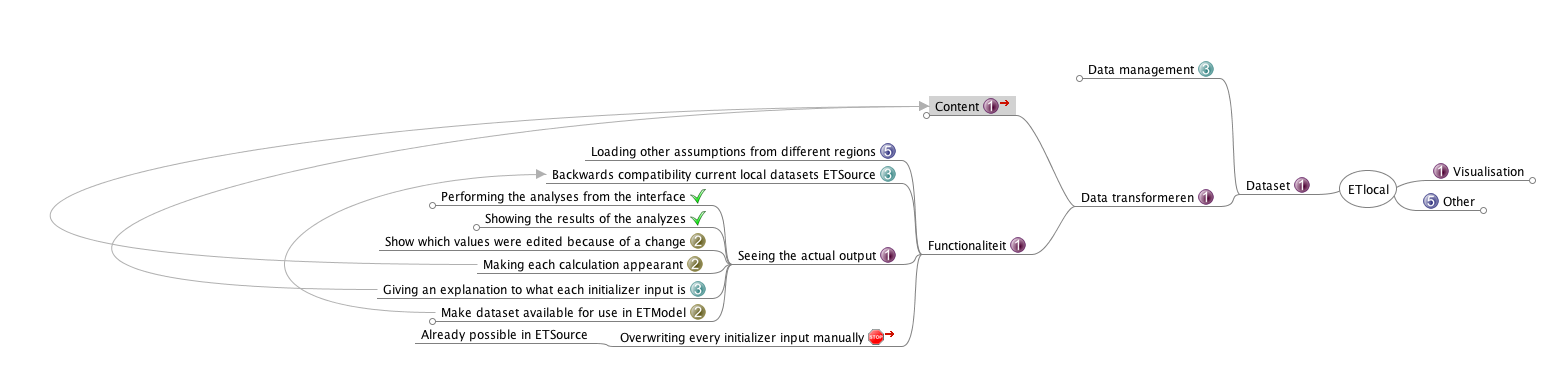 Data management 3
Content 1
Loading other assumptions from different regions 5
Backwards compatibility current local datasets ETSource 3
Performing the analyses from the interface
Showing the results of the analyzes
Show which values were edited because of a change 2
Making each calculation appearant 2
Giving an explanation to what each initializer input is 3
Make dataset available for use in ETModel 2
Seeing the actual output 1
Already possible in ETSource
Overwriting every initializer input manually STOP
Functionaliteit 1
Data transformeren 1
Dataset 1
ETlocal
1 Visualisation
5 Other